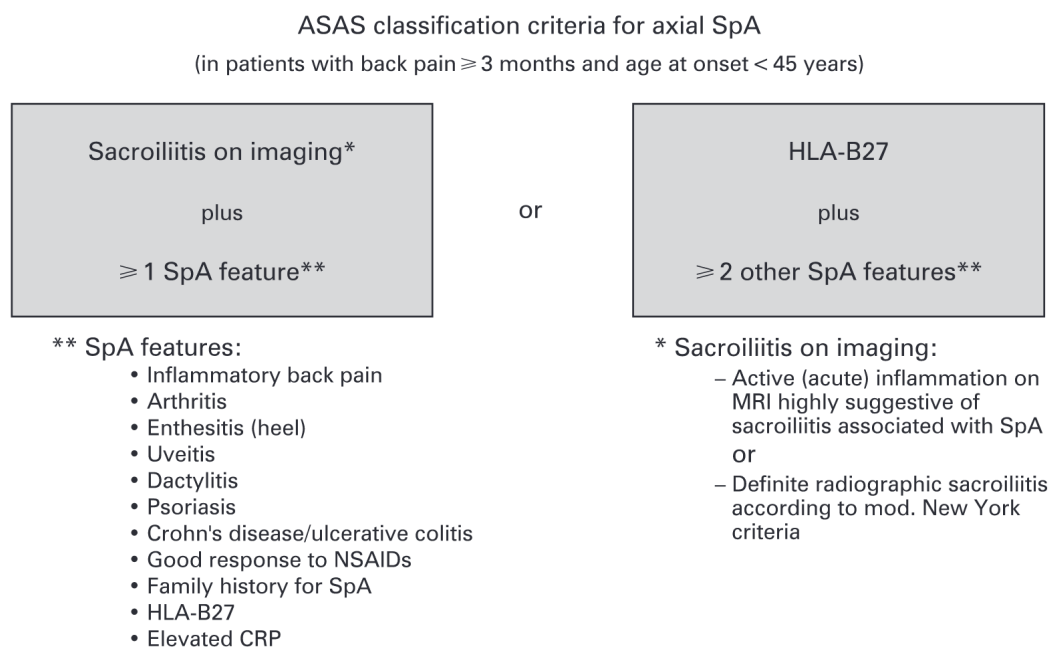 ASAS classification criteria for axial SpA
(in patients with back pain ⩾ 3 months and age at onset < 45 years)
Sacroiliitis on imaging*
plus
⩾ 1 SpA feature**
or
HLA-B27
plus
⩾ 2 other SpA features**
** SpA features:
• Inflammatory back pain
• Arthritis
• Enthesitis (heel)
• Uveitis
• Dactylitis
• Psoriasis
• Crohn's disease/ulcerative colitis
• Good response to NSAIDs
• Family history for SpA
• HLA-B27
• Elevated CRP
* Sacroiliitis on imaging:
– Active (acute) inflammation on
MRI highly suggestive of
sacroiliitis associated with SpA
or
– Definite radiographic sacroiliitis
according to mod. New York
criteria